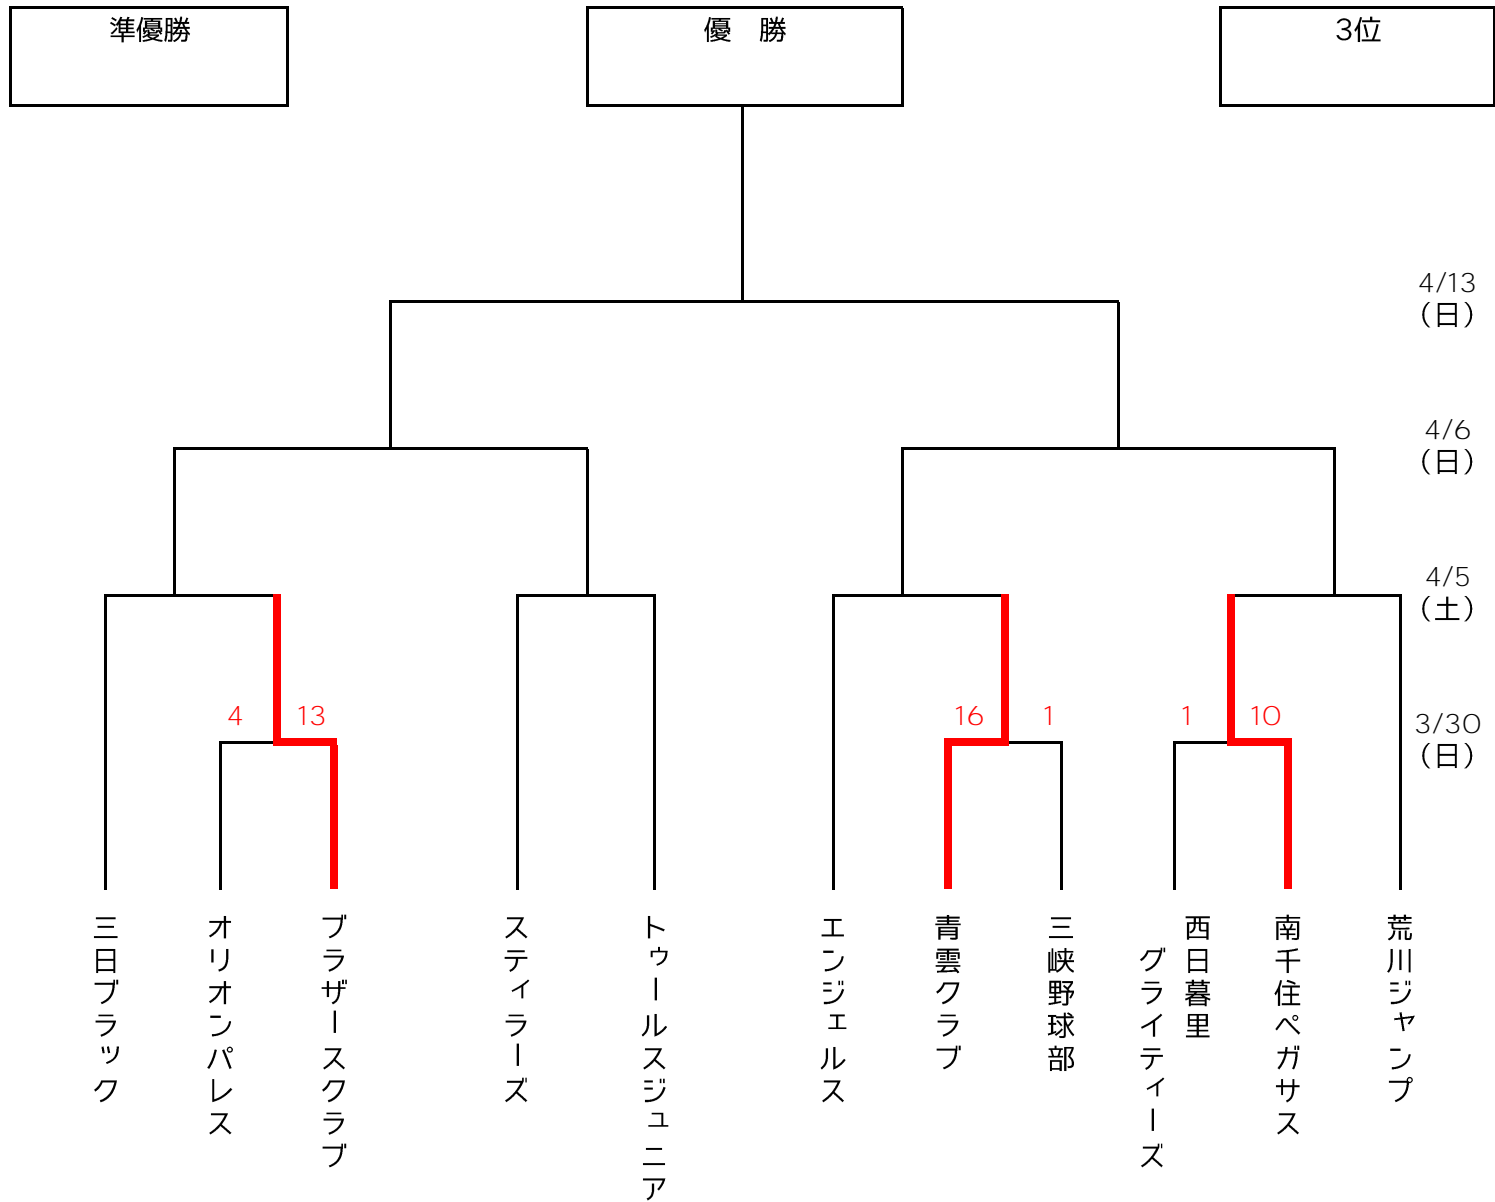 準優勝
優　勝
3位
4/13
（日）
4/6
（日）
4/5
（土）
4
13
16
1
1
10
3/30
（日）
三日ブラック
オリオンパレス
ブラザースクラブ
スティラーズ
トゥールスジュニア
エンジェルス
青雲クラブ
三峡野球部
西日暮里
グライティーズ
南千住ペガサス
荒川ジャンプ